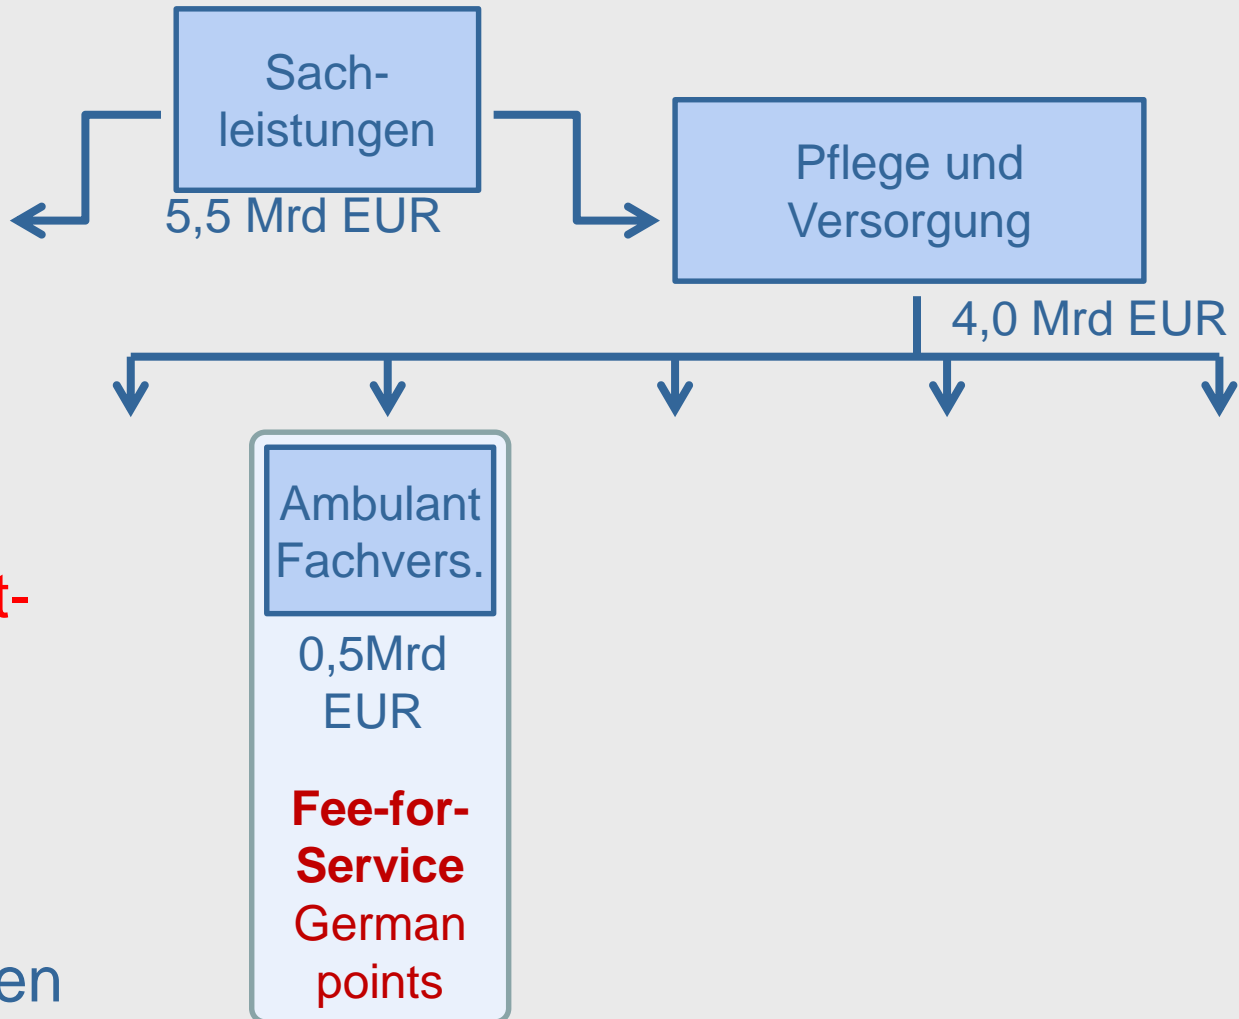 Sach-
leistungen
5,5 Mrd EUR
Pflege und
Versorgung
4,0 Mrd EUR
Ambulant
Fachvers.
t-
0,5Mrd
EUR
Fee-for-
Service
German
points
en